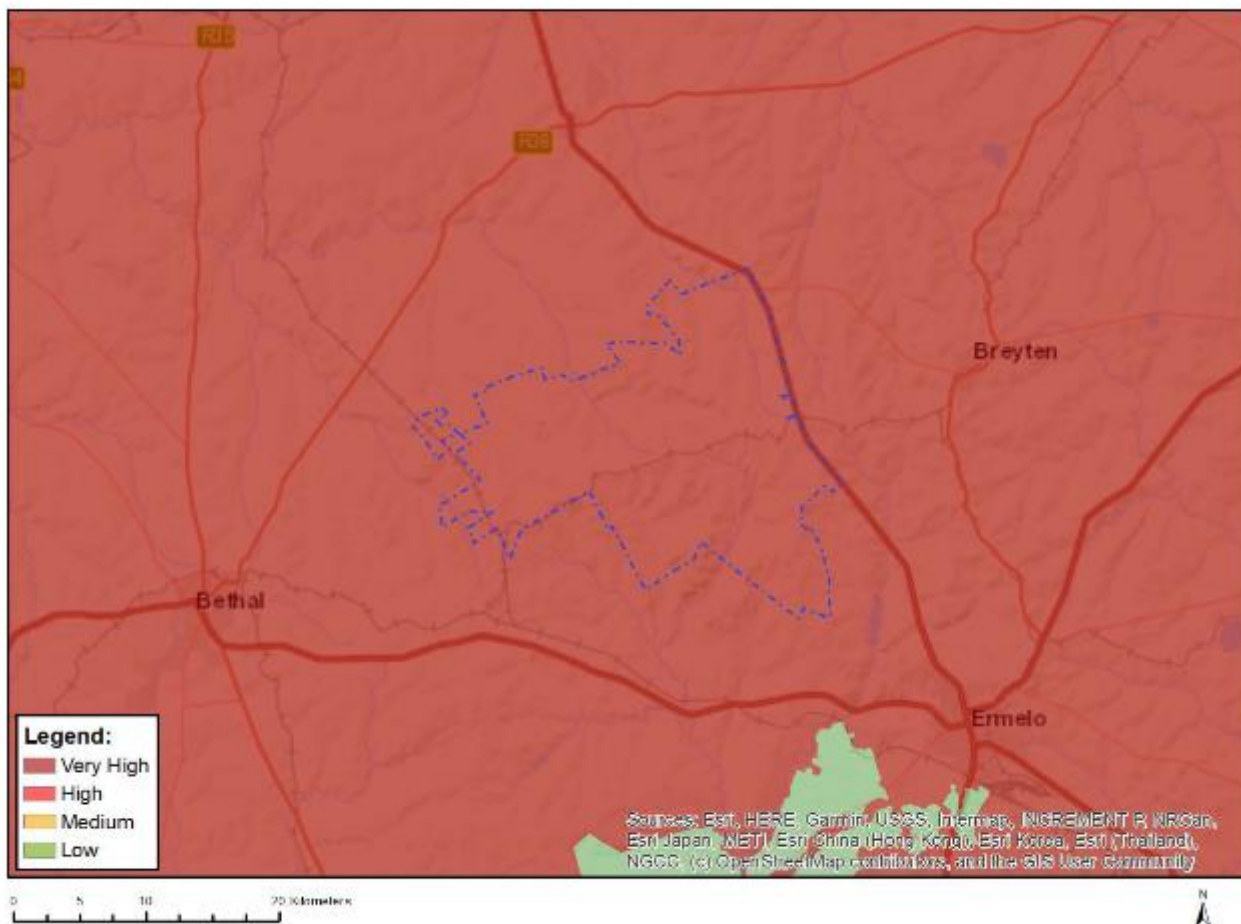 R38
Breyten
Bethal
Ermelo
Legend:
Very High
High
Medium
Low
Sources: Esri, HERE, Garmin, USGS, Intermap, INCREMENT P, NRCan,
Esri Japan, METI, Esri China (Hong Kong), Esri Korea, Esri (Thailand),
NGCC, (c) OpenStreetMap contributors, and the GIS User Community
0 5 10 20 Kilometers
N